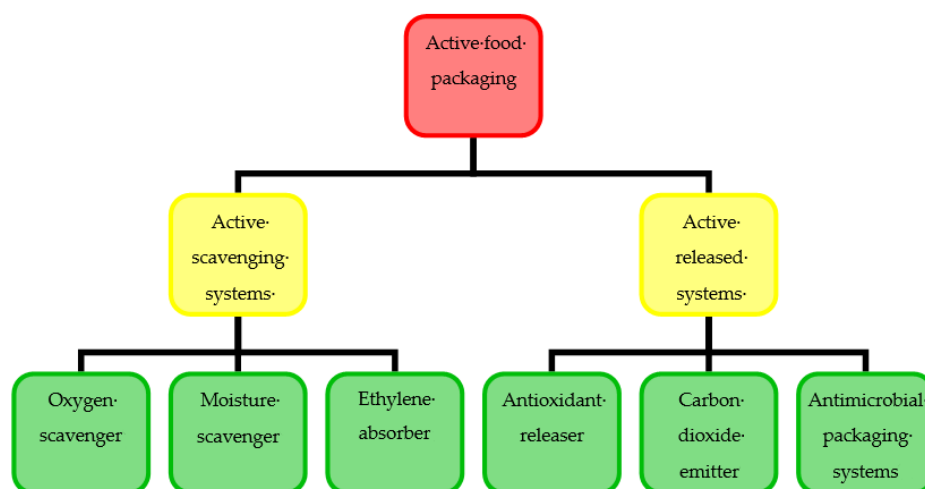 Active·food·
packaging
Active·
scavenging·
systems·
Active·
released·
systems·
Oxygen·
scavenger
Moisture·
scavenger
Ethylene·
absorber
Antioxidant·
releaser
Carbon·
dioxide·
emitter
Antimicrobial·
packaging·
systems